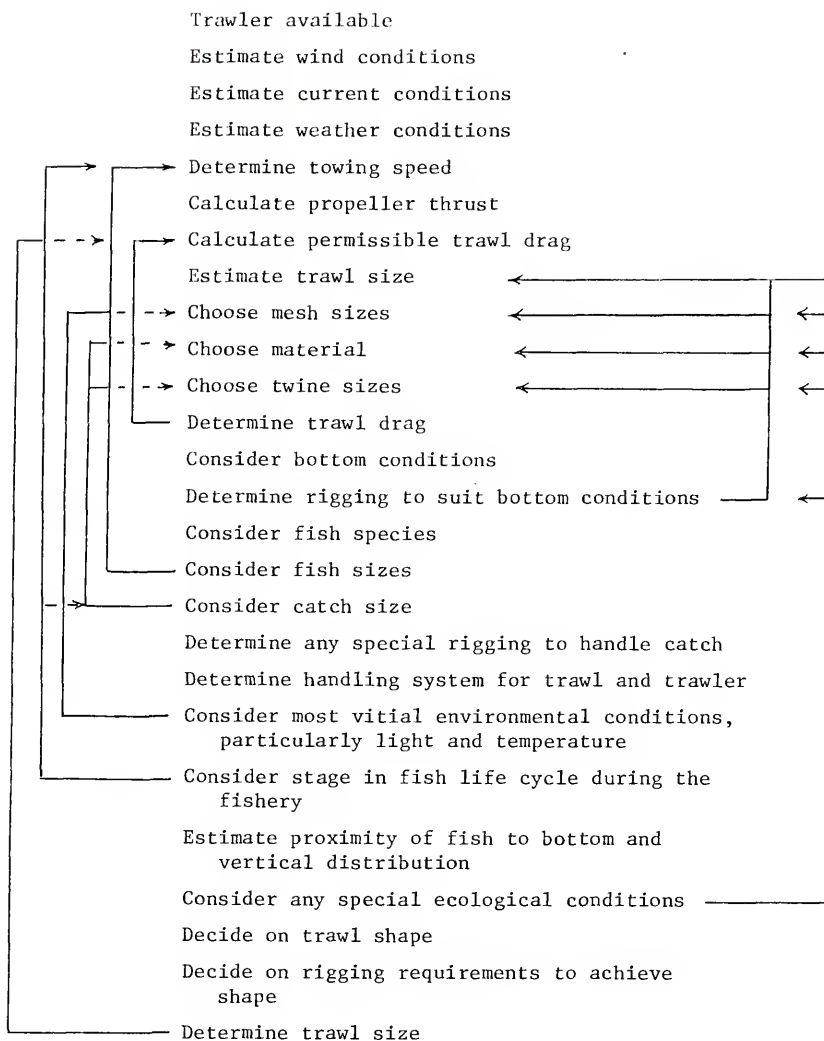 Trawler available
Estimate wind conditions
Estimate current conditions
Estimate weather conditions
Determine towing speed
Calculate propeller thrust
Calculate permissible trawl drag
Estimate trawl size
Choose mesh sizes
Choose material
Choose twine sizes
Determine trawl drag
Consider bottom conditions
Determine rigging to suit bottom conditions
Consider fish species
Consider fish sizes
Consider catch size
Determine any special rigging to handle catch
Determine handling system for trawl and trawler
Consider most vitial environmental conditions,
particularly light and temperature
Consider stage in fish life cycle during the
fishery
Estimate proximity of fish to bottom and
vertical distribution
Consider any special ecological conditions
Decide on trawl shape
Decide on rigging requirements to achieve
shape
Determine trawl size